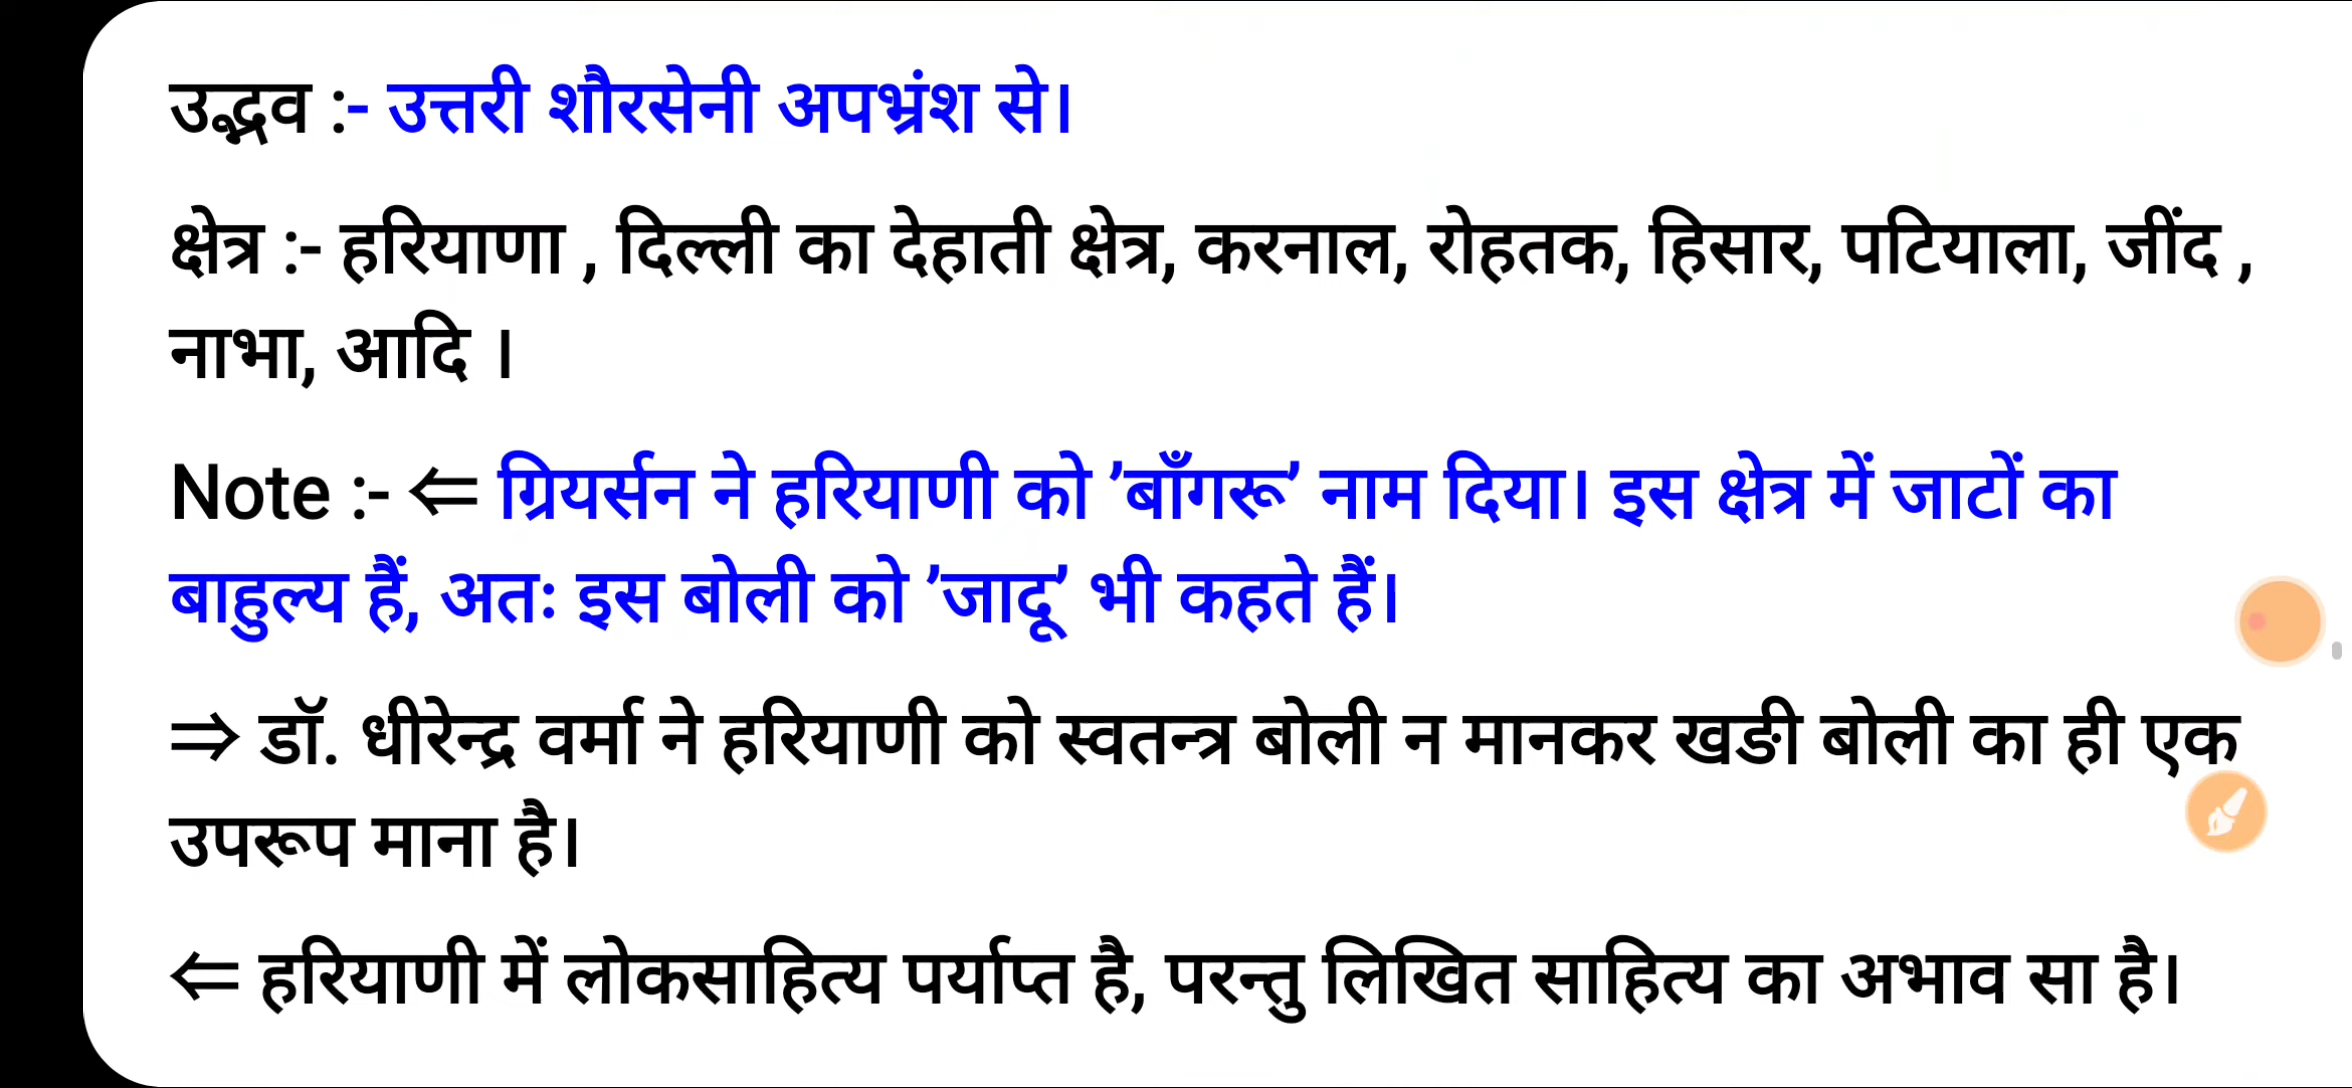 उद्भव :- उत्तरी शौरसेनी अपभ्रंश से।
क्षेत्र :- हरियाणा , दिल्ली का देहाती क्षेत्र, करनाल, रोहतक, हिसार, पटियाला, जींद ,
नाभा, आदि ।
Note :- ⇐ ग्रियर्सन ने हरियाणी को ’बाँगरू’ नाम दिया। इस क्षेत्र में जाटों का
बाहुल्य हैं, अतः इस बोली को ’जादू’ भी कहते हैं।
⇒ डॉ. धीरेन्द्र वर्मा ने हरियाणी को स्वतन्त्र बोली न मानकर खङी बोली का ही एक
उपरूप माना है।
⇐ हरियाणी में लोकसाहित्य पर्याप्त है, परन्तु लिखित साहित्य का अभाव सा है।